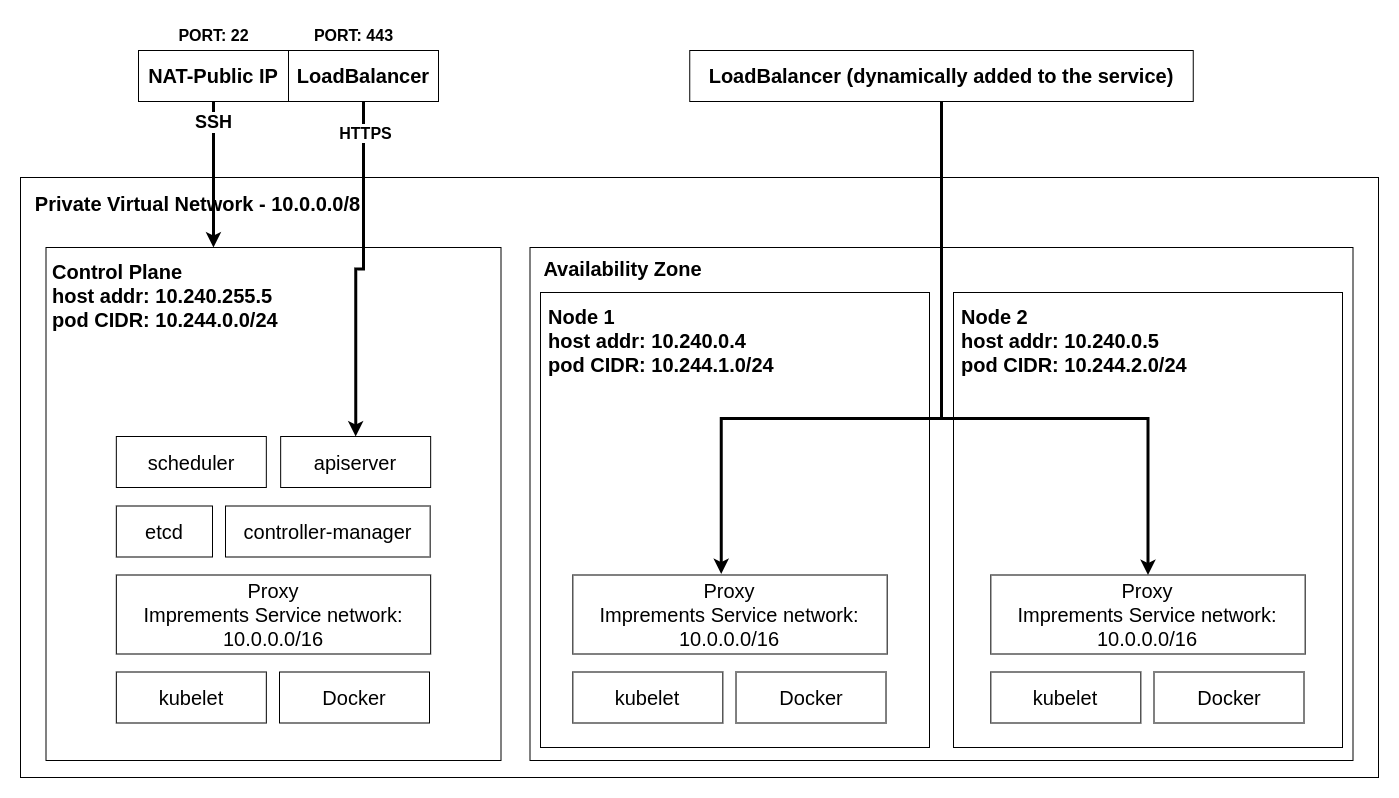 PORT: 22
PORT: 443
NAT-Public IP
LoadBalancer
LoadBalancer (dynamically added to the service)
SSH
HTTPS
Private Virtual Network - 10.0.0.0/8
Control Plane
host addr: 10.240.255.5
pod CIDR: 10.244.0.0/24
scheduler
apiserver
etcd
controller-manager
Proxy
Imprements Service network:
10.0.0.0/16
kubelet
Docker
Availability Zone
Node 1
host addr: 10.240.0.4
pod CIDR: 10.244.1.0/24
Proxy
Imprements Service network:
10.0.0.0/16
kubelet
Docker
Node 2
host addr: 10.240.0.5
pod CIDR: 10.244.2.0/24
Proxy
Imprements Service network:
10.0.0.0/16
kubelet
Docker